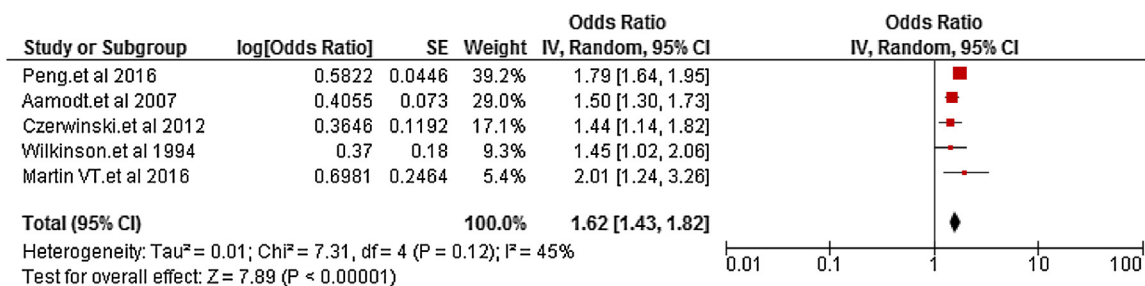 Odds Ratio Odds Ratio
Study or Subgroup log[Odds Ratio] SE Weight IV, Random, 95% CI IV, Random, 95% CI
Peng.et al 2016 0.5822 0.0446 39.2% 1.79 [1.64, 1.95]
Aamodt.et al 2007 0.4055 0.073 29.0% 1.50 [1.30, 1.73]
Czerwinski.et al 2012 0.3646 0.1192 17.1% 1.44 [1.14, 1.82]
Wilkinson.et al 1994 0.37 0.18 9.3% 1.45 [1.02, 2.06]
Martin VT.et al 2016 0.6981 0.2464 5.4% 2.01 [1.24, 3.26]
Total (95% CI) 100.0% 1.62 [1.43, 1.82]
Heterogeneity: Tau² = 0.01; Chi² = 7.31, df = 4 (P = 0.12); I² = 45%
Test for overall effect: Z = 7.89 (P < 0.00001)
0.01 0.1 1 10 100